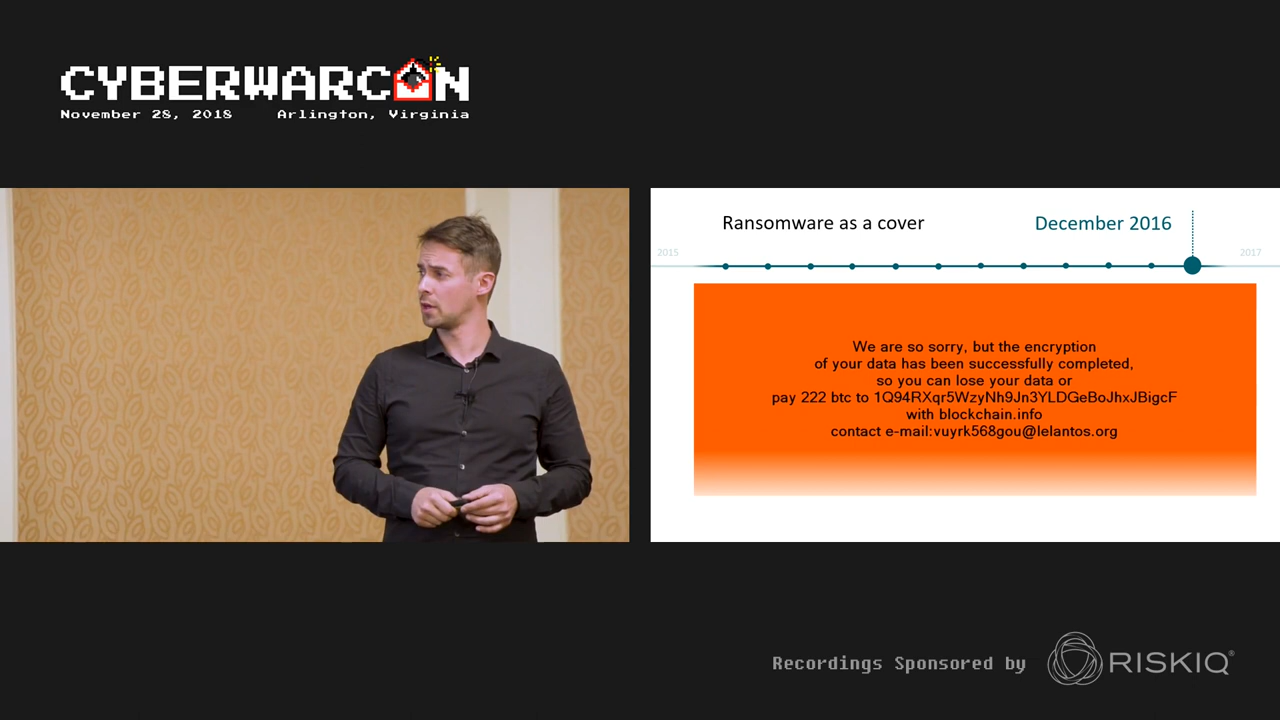 CYBERWARCON
November 28, 2018 Arlington, Virginia
Ransomware as a cover
December 2016
2015
2017
We are so sorry, but the encryption
of your data has been successfully completed,
so you can lose your data or
pay 222 btc to 1Q94RXqr5WzyNh9Jn3YLDGeBoJhxJBigcF
with blockchain.info
contact e-mail:vuyrk568gou@lelantos.org
Recordings Sponsored by RISKIQ®